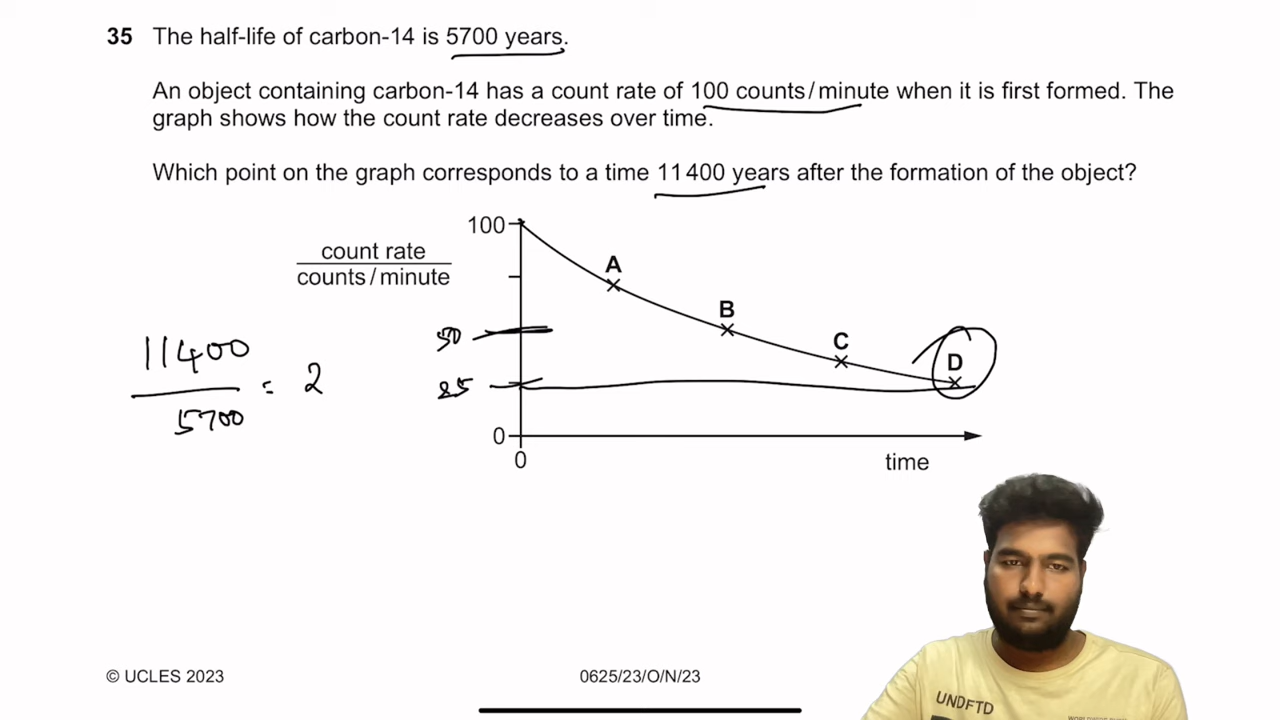 35 The half-life of carbon-14 is 5700 years.
An object containing carbon-14 has a count rate of 100 counts/minute when it is first formed. The
graph shows how the count rate decreases over time.
Which point on the graph corresponds to a time 11 400 years after the formation of the object?
100
count rate
counts/minute
A
B
C
D
50
25
0
0
time
11400
5700
= 2
© UCLES 2023
0625/23/O/N/23
UNDFTD